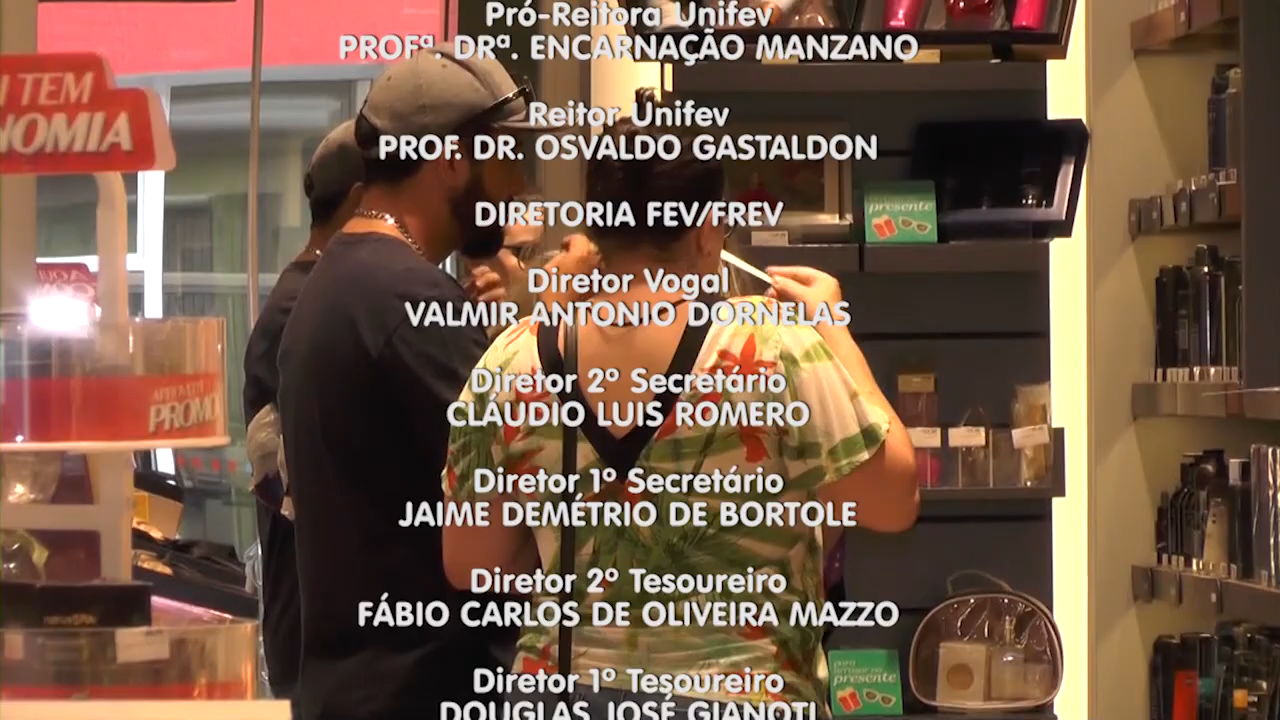 Pró-Reitora Unifev
PROFª. DRª. ENCARNAÇÃO MANZANO
Reitor Unifev
PROF. DR. OSVALDO GASTALDON
DIRETORIA FEV/FREV
Diretor Vogal
VALMIR ANTONIO DORNELAS
Diretor 2º Secretário
CLÁUDIO LUIS ROMERO
Diretor 1º Secretário
JAIME DEMÉTRIO DE BORTOLE
Diretor 2º Tesoureiro
FÁBIO CARLOS DE OLIVEIRA MAZZO
Diretor 1º Tesoureiro
DOUGLAS JOSÉ GIANOTI
I TEM
NOMIA
PROMO
presente
para
presente